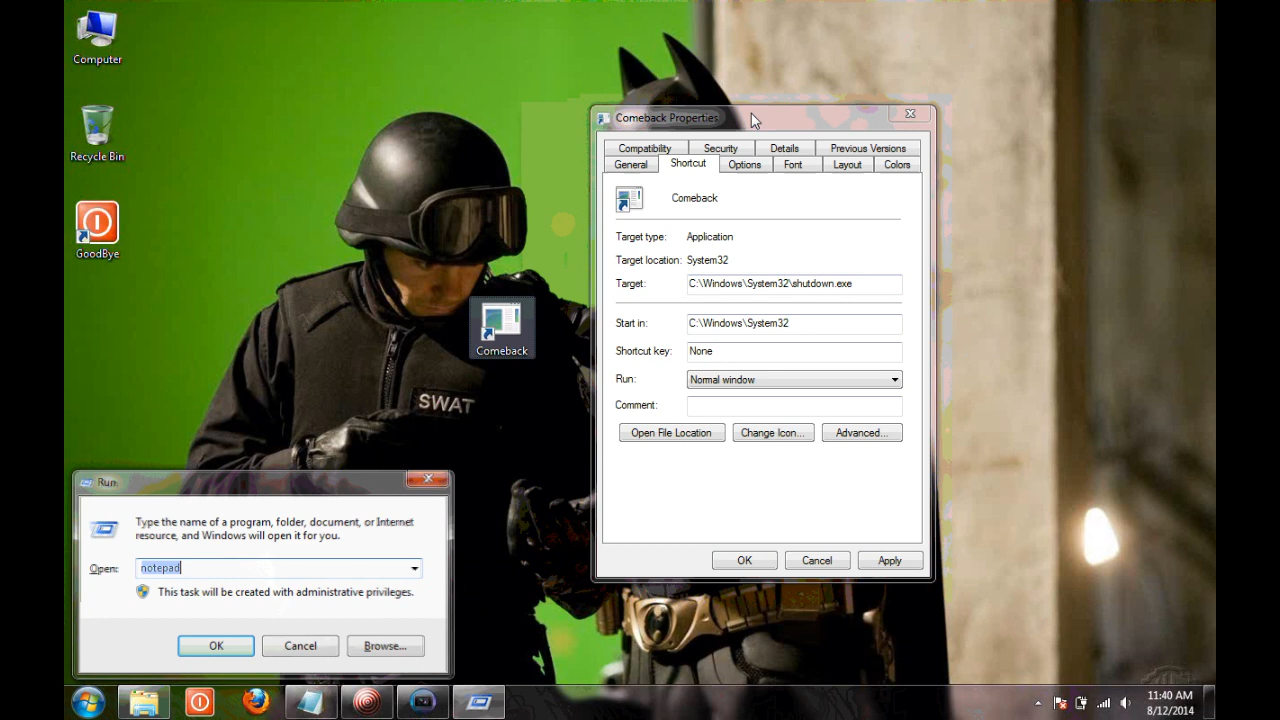 Computer
Recycle Bin
GoodBye
Comeback
SWAT
Comeback Properties
Compatibility Security Details Previous Versions
General Shortcut Options Font Layout Colors
Comeback
Target type: Application
Target location: System32
Target: C:\Windows\System32\shutdown.exe
Start in: C:\Windows\System32
Shortcut key: None
Run: Normal window
Comment:
Open File Location Change Icon... Advanced...
OK Cancel Apply
Run
Type the name of a program, folder, document, or Internet
resource, and Windows will open it for you.
Open: notepad
This task will be created with administrative privileges.
OK Cancel Browse...
11:40 AM
8/12/2014